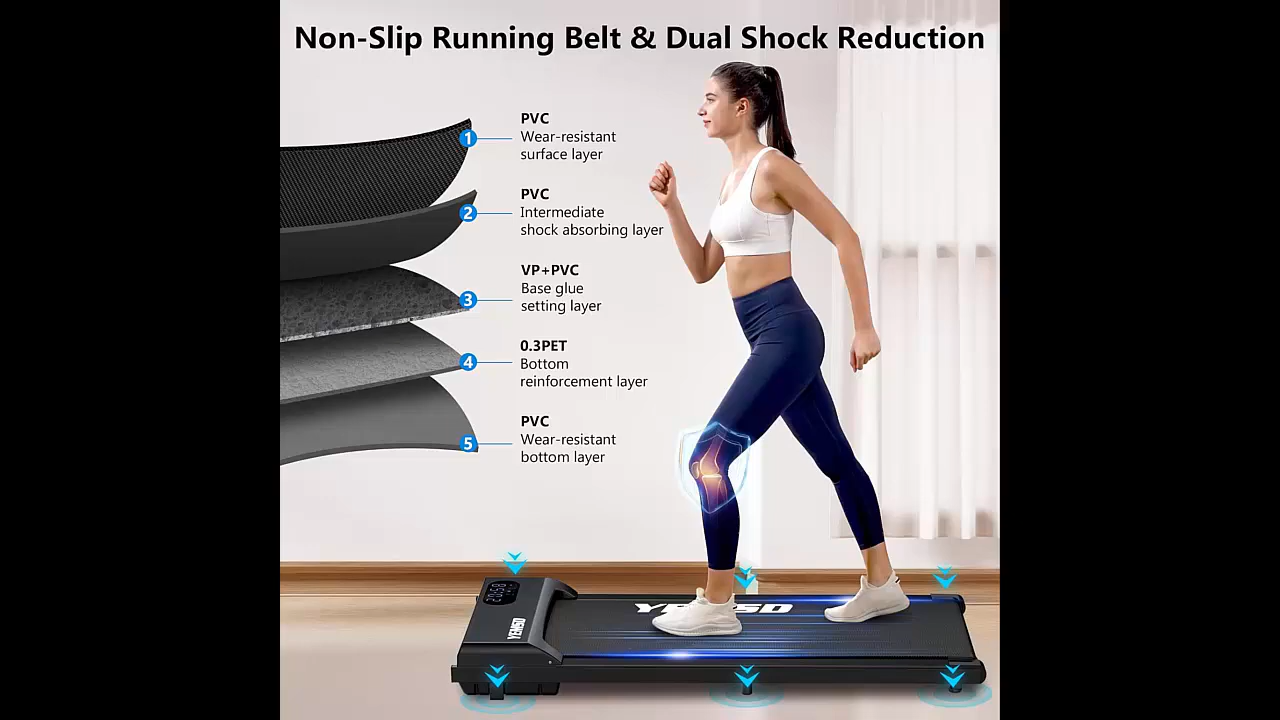 Non-Slip Running Belt & Dual Shock Reduction
1
PVC
Wear-resistant
surface layer
2
PVC
Intermediate
shock absorbing layer
3
VP+PVC
Base glue
setting layer
4
0.3PET
Bottom
reinforcement layer
5
PVC
Wear-resistant
bottom layer